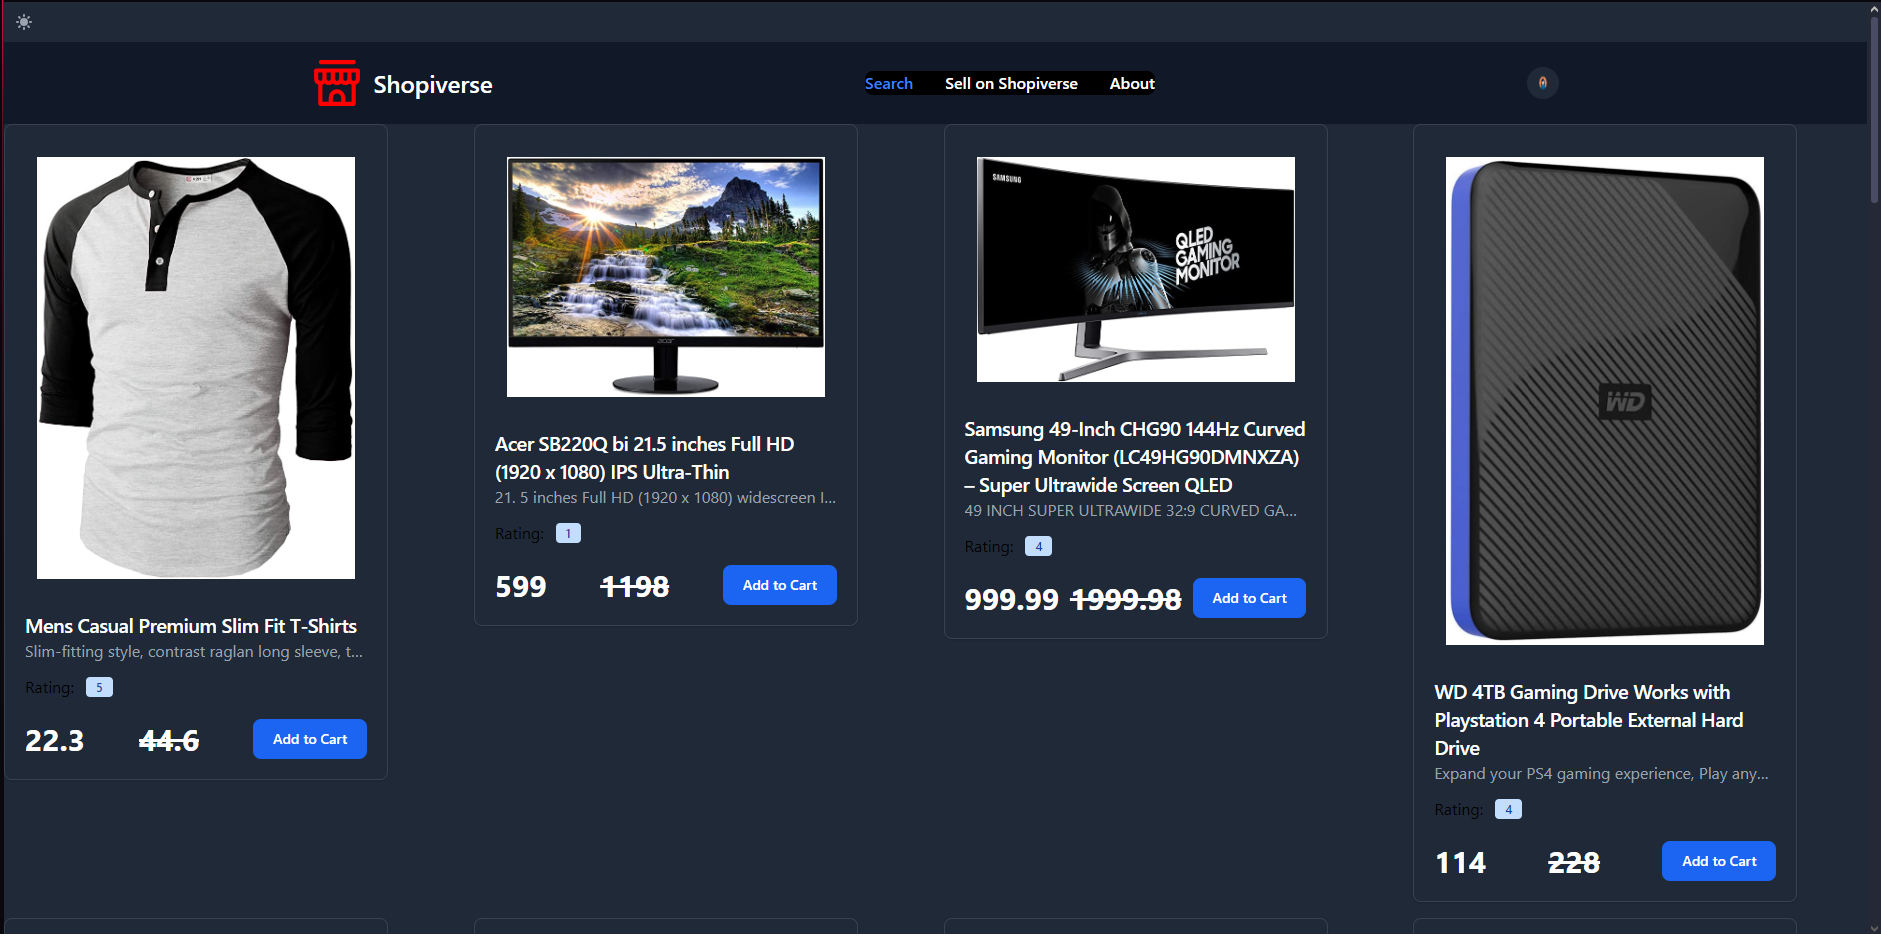 Shopiverse
Search
Sell on Shopiverse
About
Mens Casual Premium Slim Fit T-Shirts
Slim-fitting style, contrast raglan long sleeve, t...
Rating:
5
22.3
44.6
Add to Cart
acer
Acer SB220Q bi 21.5 inches Full HD
(1920 x 1080) IPS Ultra-Thin
21. 5 inches Full HD (1920 x 1080) widescreen I...
Rating:
1
599
1198
Add to Cart
SAMSUNG
QLED
GAMING
MONITOR
Samsung 49-Inch CHG90 144Hz Curved
Gaming Monitor (LC49HG90DMNXZA)
– Super Ultrawide Screen QLED
49 INCH SUPER ULTRAWIDE 32:9 CURVED GA...
Rating:
4
999.99
1999.98
Add to Cart
WD
WD 4TB Gaming Drive Works with
Playstation 4 Portable External Hard
Drive
Expand your PS4 gaming experience, Play any...
Rating:
4
114
228
Add to Cart